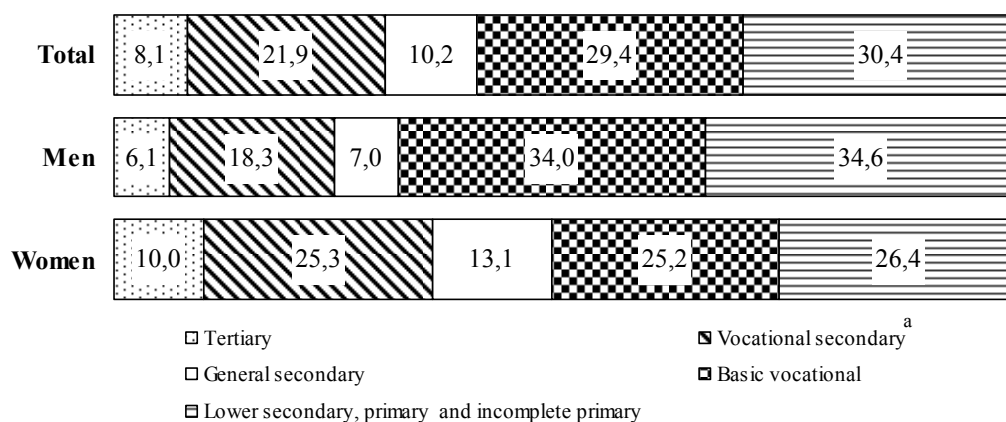 Total 8,1 21,9 10,2 29,4 30,4
Men 6,1 18,3 7,0 34,0 34,6
Women 10,0 25,3 13,1 25,2 26,4
Tertiary Vocational secondary a
General secondary Basic vocational
Lower secondary, primary and incomplete primary